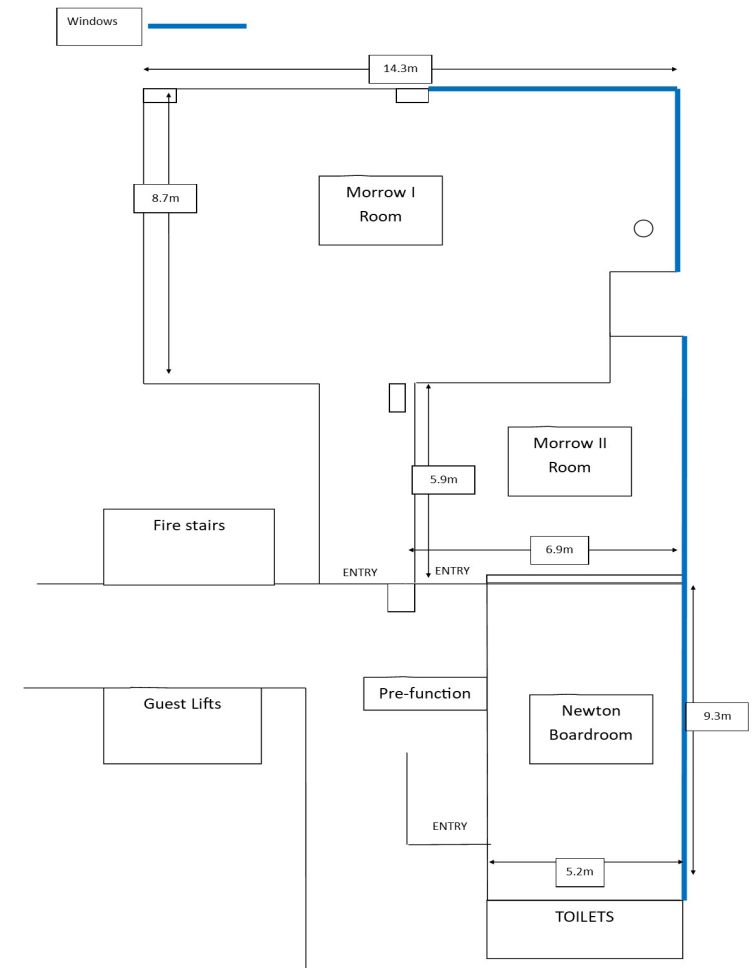 Windows
14.3m
8.7m
Morrow I
Room
Morrow II
Room
5.9m
Fire stairs
6.9m
ENTRY
ENTRY
Guest Lifts
Pre-function
Newton
Boardroom
9.3m
ENTRY
5.2m
TOILETS